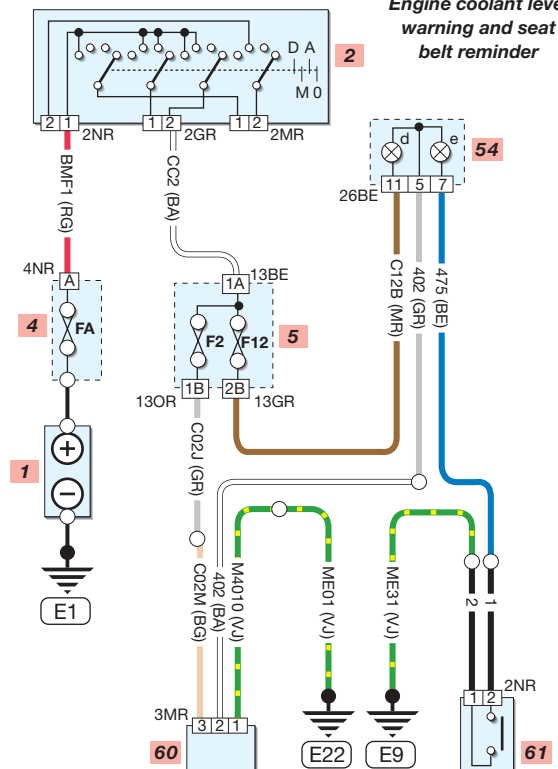 Engine coolant leve
warning and seat
belt reminder
D A
M 0
2
2 1
2NR
1 2
2GR
1 2
2MR
BMF1 (RG)
CC2 (BA)
d
e
54
11 5 7
26BE
4NR
A
4
FA
13BE
1A
F2
F12
5
1B
2B
13OR
13GR
C12B (MR)
402 (GR)
475 (BE)
1
+
−
E1
C02J (GR)
C02M (BG)
402 (BA)
M4010 (VJ)
ME01 (VJ)
ME31 (VJ)
2
1
3MR
3 2 1
60
E22
E9
2NR
1 2
61